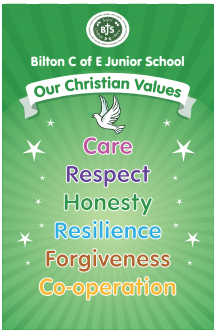 BJS
Bilton C of E Junior School
Our Christian Values
Care
Respect
Honesty
Resilience
Forgiveness
Co-operation